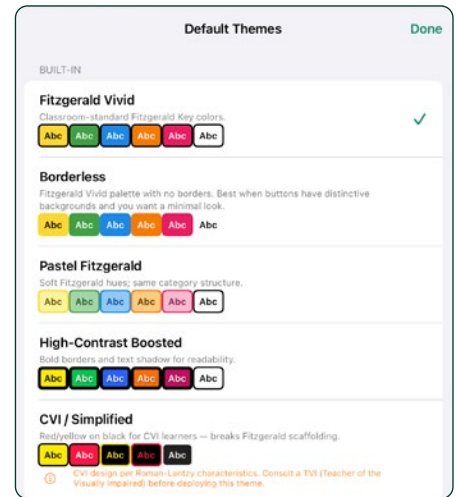 Default Themes Done
BUILT-IN
Fitzgerald Vivid
Classroom-standard Fitzgerald Key colors.
Abc Abc Abc Abc Abc Abc
Borderless
Fitzgerald Vivid palette with no borders. Best when buttons have distinctive
backgrounds and you want a minimal look.
Abc Abc Abc Abc Abc Abc
Pastel Fitzgerald
Soft Fitzgerald hues; same category structure.
Abc Abc Abc Abc Abc Abc
High-Contrast Boosted
Bold borders and text shadow for readability.
Abc Abc Abc Abc Abc Abc
CVI / Simplified
Red/yellow on black for CVI learners — breaks Fitzgerald scaffolding.
Abc Abc Abc Abc Abc
CVI design per Roman-Lantzy characteristics. Consult a TVI (Teacher of the
Visually Impaired) before deploying this theme.